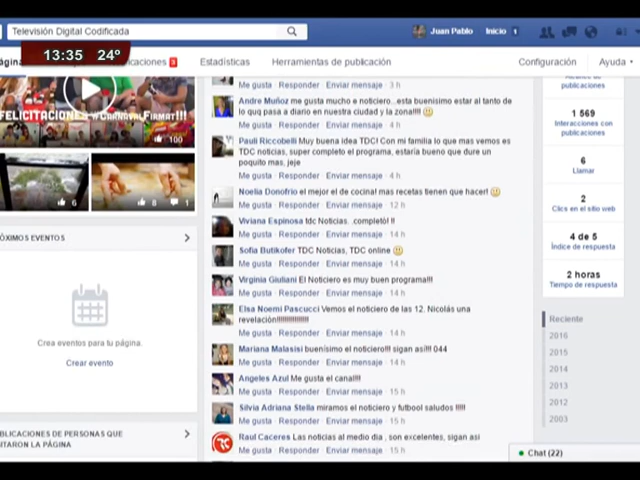 Televisión Digital Codificada
Juan Pablo
Inicio
1
13:35 24º
3
Estadísticas
Herramientas de publicación
Configuración
Ayuda
FELICITACIONES #CARNAVALFIRMAT!!!
100
6
8
1
ÓXIMOS EVENTOS
Crea eventos para tu página.
Crear evento
BLICACIONES DE PERSONAS QUE
ITARON LA PÁGINA
Me gusta · Responder · Enviar mensaje · 3 h
Andre Muñoz me gusta mucho e noticiero...esta buenisimo estar al tanto de
lo quq pasa a diario en nuestra ciudad y la zona!!!!
Me gusta · Responder · Enviar mensaje · 4 h
Pauli Riccobelli Muy buena idea TDC! Con mi familia lo que mas vemos es
TDC noticias, super completo el programa, estaría bueno que dure un
poquito mas, jeje
Me gusta · Responder · Enviar mensaje · 4 h
Noelia Donofrio el mejor el de cocina! mas recetas tienen que hacer!
Me gusta · Responder · Enviar mensaje · 12 h
Viviana Espinosa tdc Noticias. .completò! !!
Me gusta · Responder · Enviar mensaje · 14 h
Sofia Butikofer TDC Noticias, TDC online
Me gusta · Responder · Enviar mensaje · 14 h
Virginia Giuliani El Noticiero es muy buen programa!!!
Me gusta · Responder · Enviar mensaje · 14 h
Elsa Noemi Pascucci Vemos el noticiero de las 12. Nicolás una
revelación!!!!!!!!!!!!!!!!
Me gusta · Responder · Enviar mensaje · 14 h
Mariana Malasisi buenísimo el noticiero!!! sigan así!!! 044
Me gusta · Responder · Enviar mensaje · 14 h
Angeles Azul Me gusta el canal!!!
Me gusta · Responder · Enviar mensaje · 15 h
Silvia Adriana Stella miramos el noticiero y futbool saludos !!!!!
Me gusta · Responder · Enviar mensaje · 15 h
Raul Caceres Las noticias al medio dia , son excelentes, sigan asi
Me gusta · Responder · Enviar mensaje · 15 h
publicaciones
1 569
Interacciones con
publicaciones
6
Llamar
2
Clics en el sitio web
4 de 5
Índice de respuesta
2 horas
Tiempo de respuesta
Reciente
2016
2015
2014
2013
2012
2003
Chat (22)